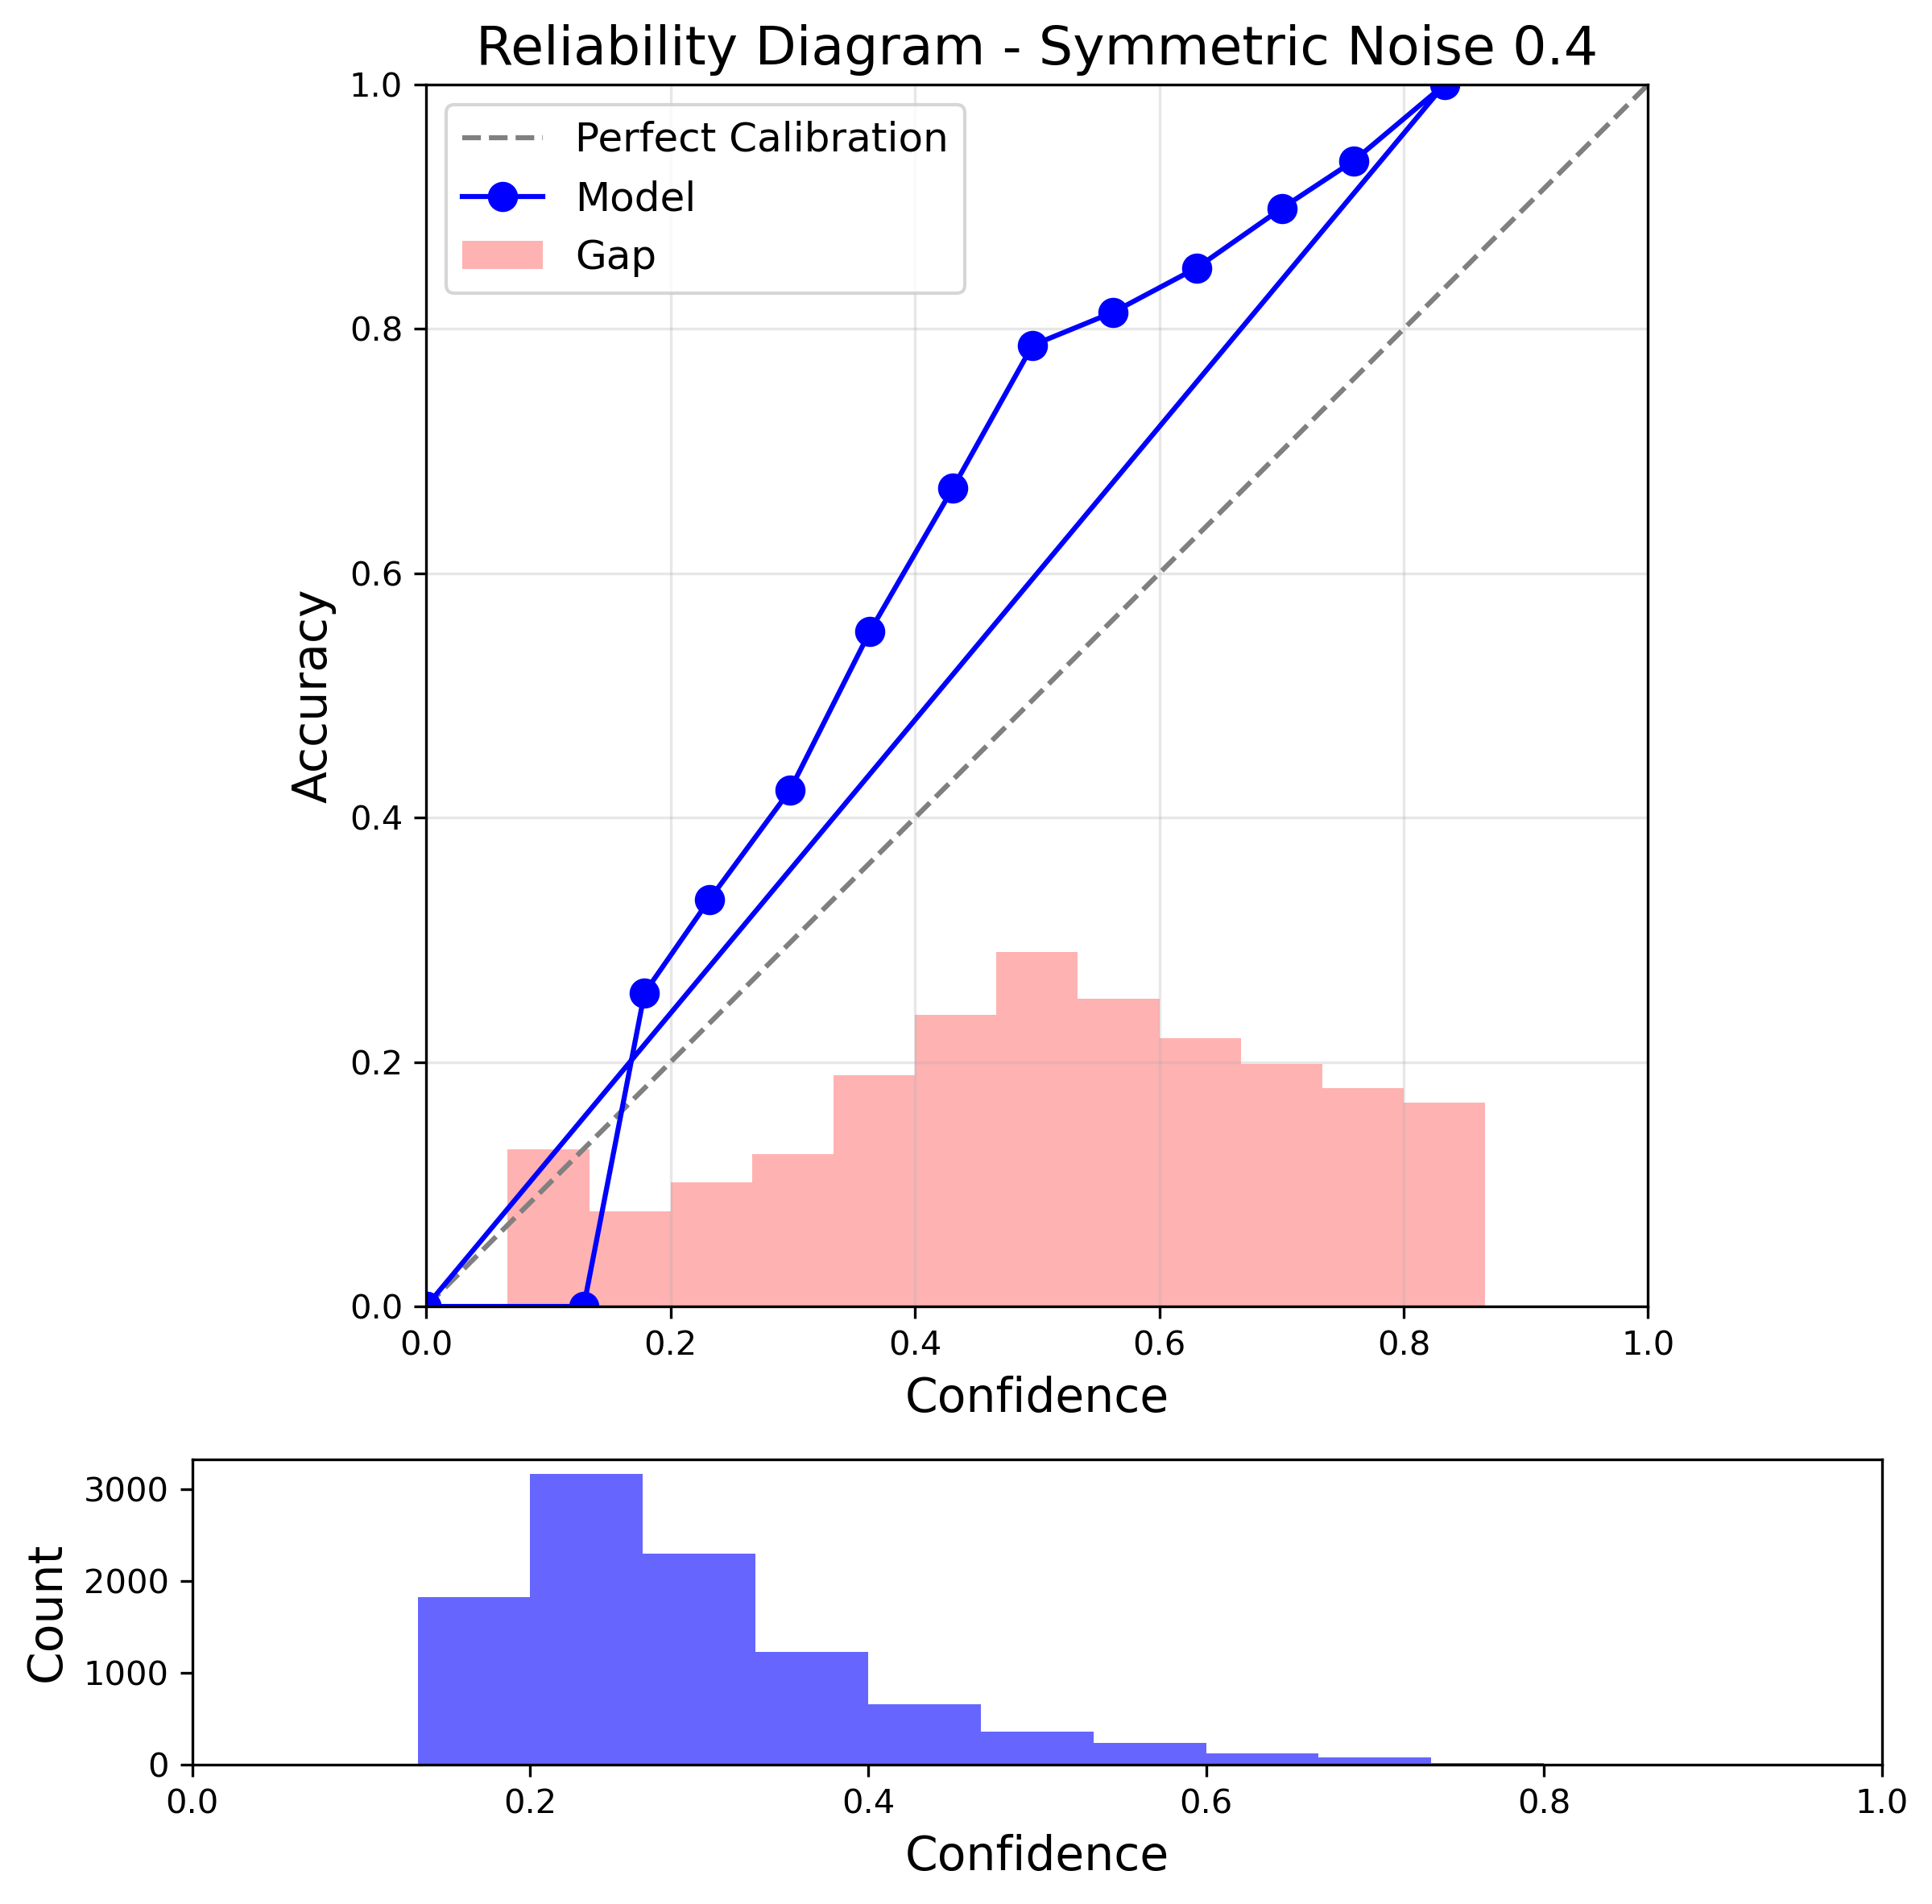 Reliability Diagram - Symmetric Noise 0.4
1.0
0.8
0.6
0.4
0.2
0.0
Accuracy
Perfect Calibration
Model
Gap
0.0 0.2 0.4 0.6 0.8 1.0
Confidence
3000
2000
1000
0
Count
0.0 0.2 0.4 0.6 0.8 1.0
Confidence